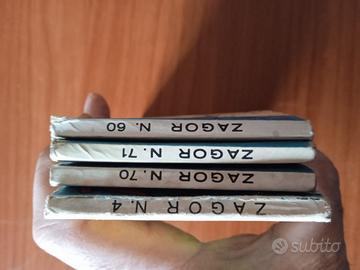 ZAGOR N. 60
ZAGOR N. 71
ZAGOR N. 70
ZAGOR N. 4
subito